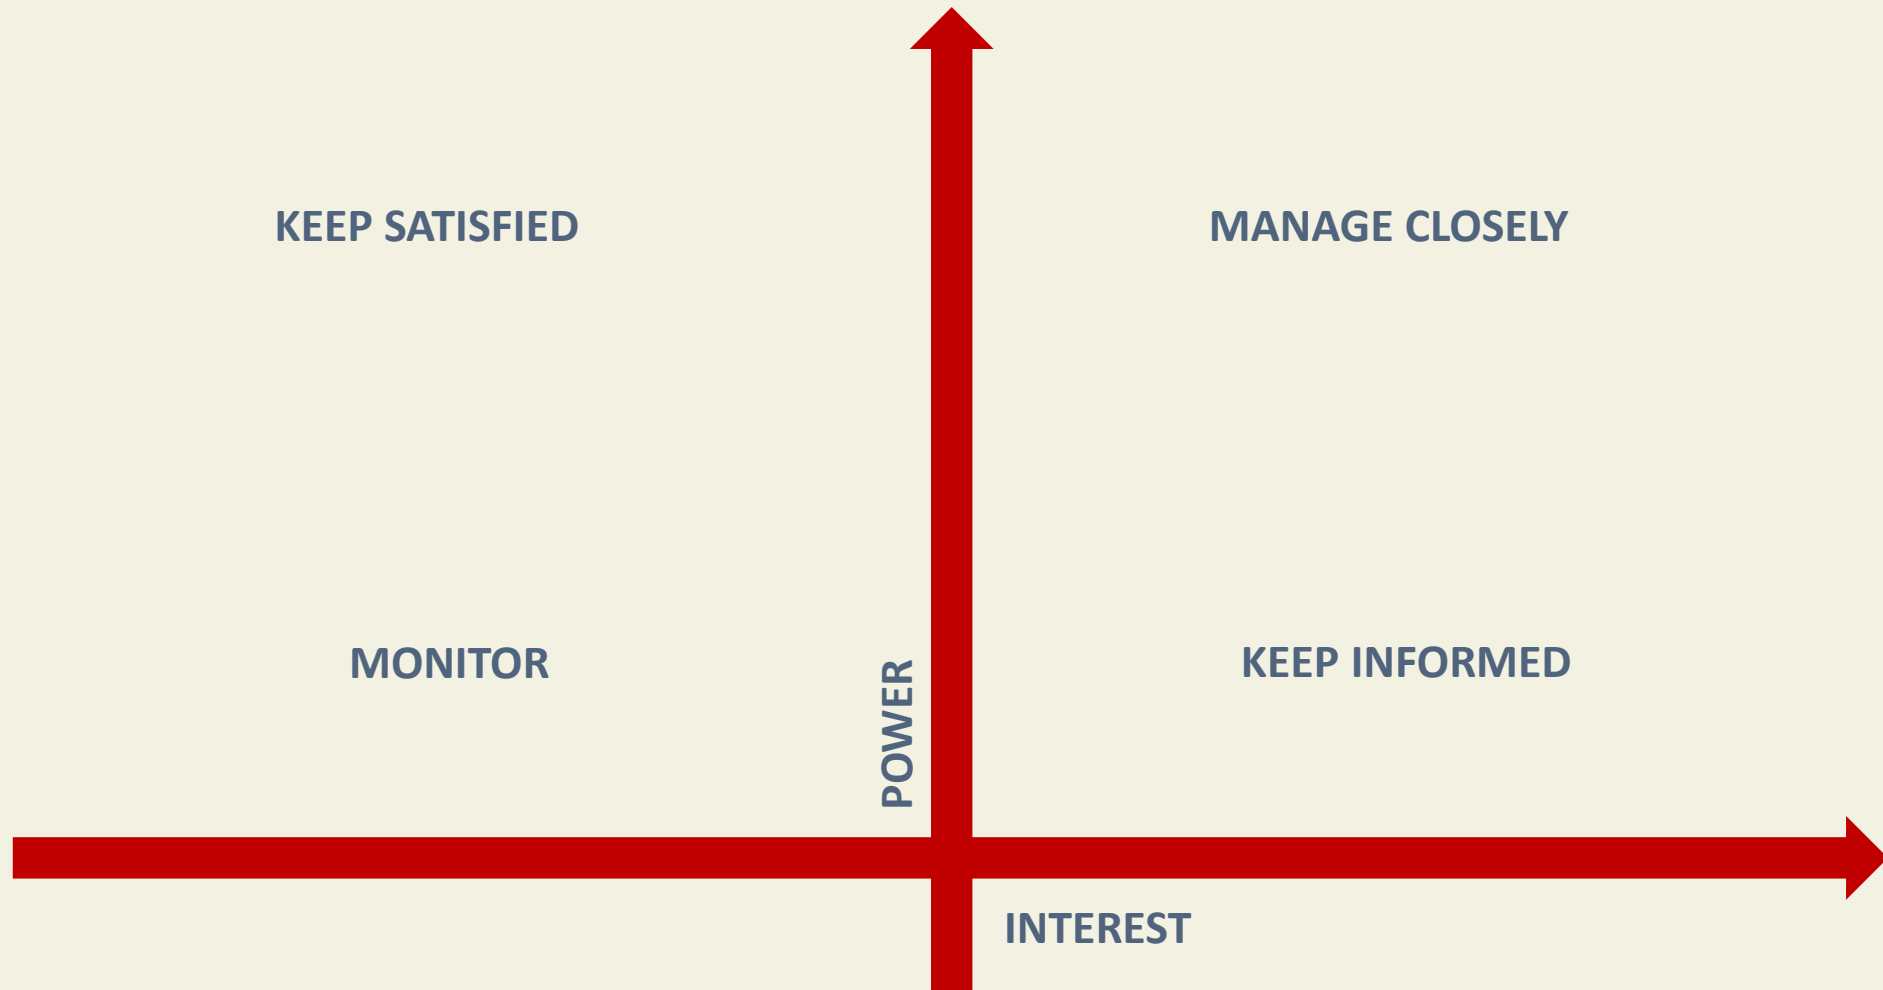 KEEP SATISFIED
MANAGE CLOSELY
MONITOR
KEEP INFORMED
POWER
INTEREST